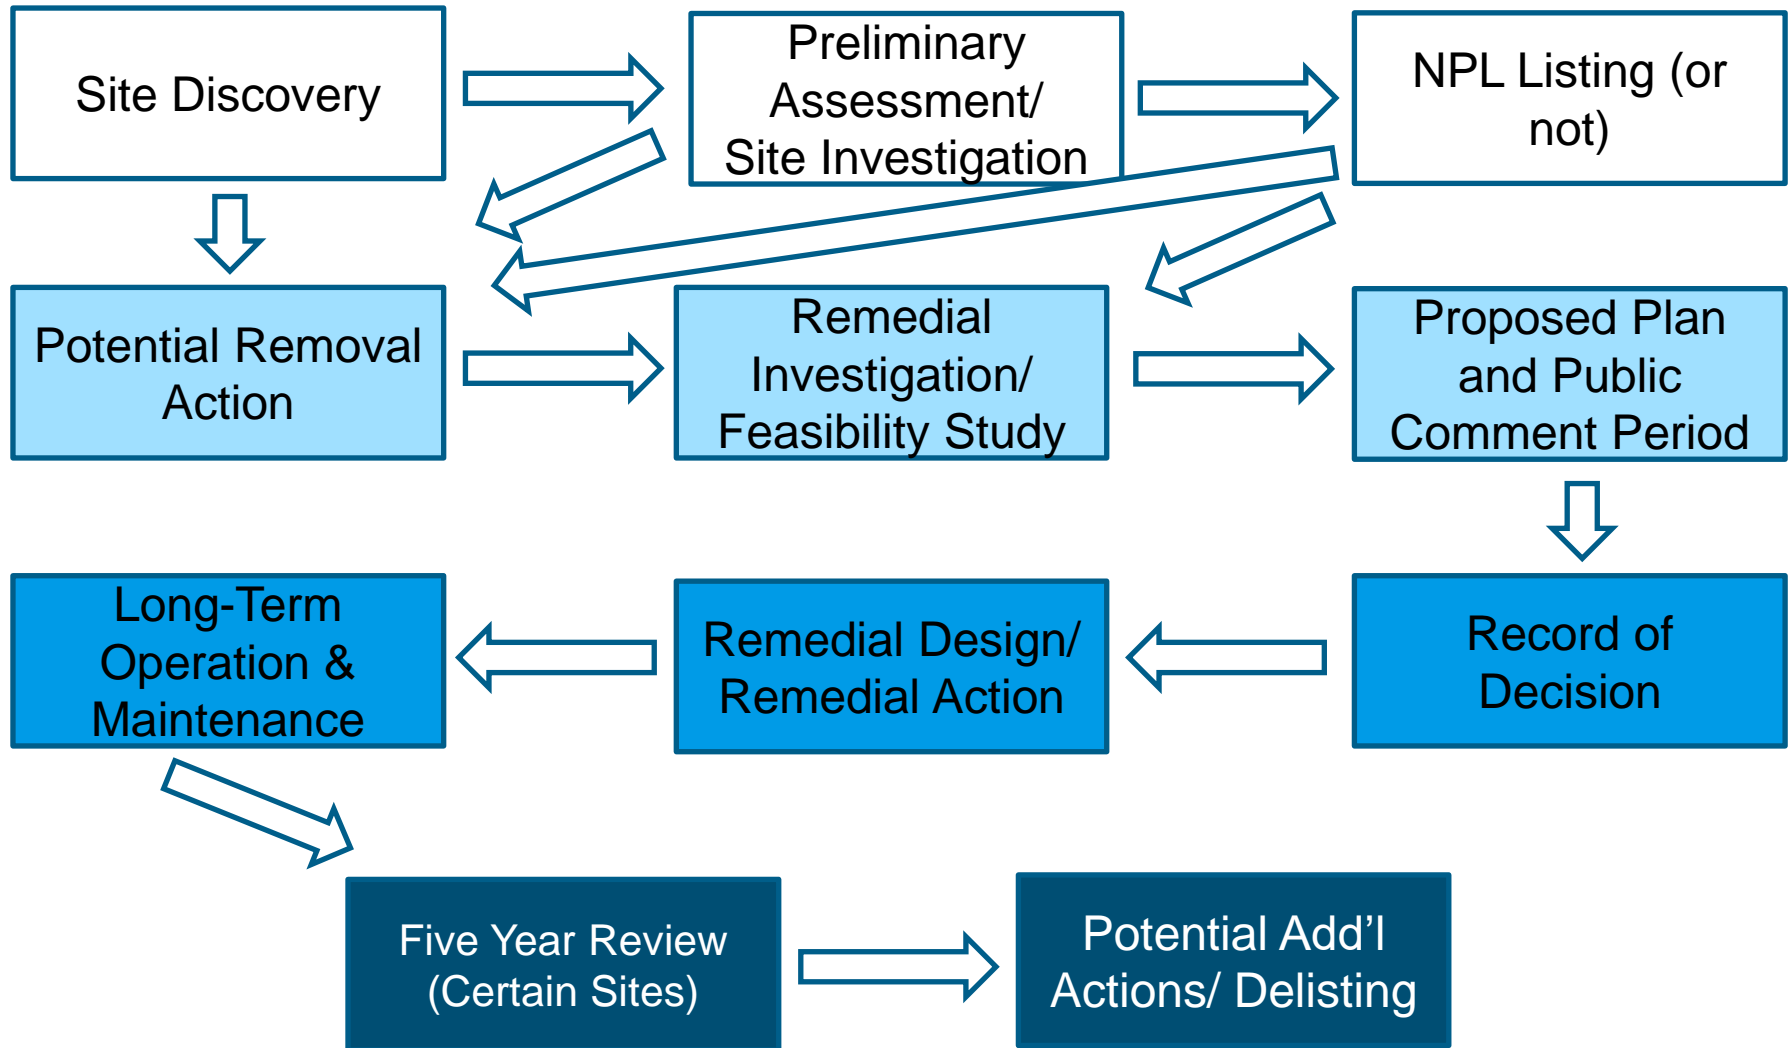 Site Discovery
Preliminary
Assessment/
Site Investigation
NPL Listing (or
not)
Potential Removal
Action
Remedial
Investigation/
Feasibility Study
Proposed Plan
and Public
Comment Period
Long-Term
Operation &
Maintenance
Remedial Design/
Remedial Action
Record of
Decision
Five Year Review
(Certain Sites)
Potential Add’l
Actions/ Delisting